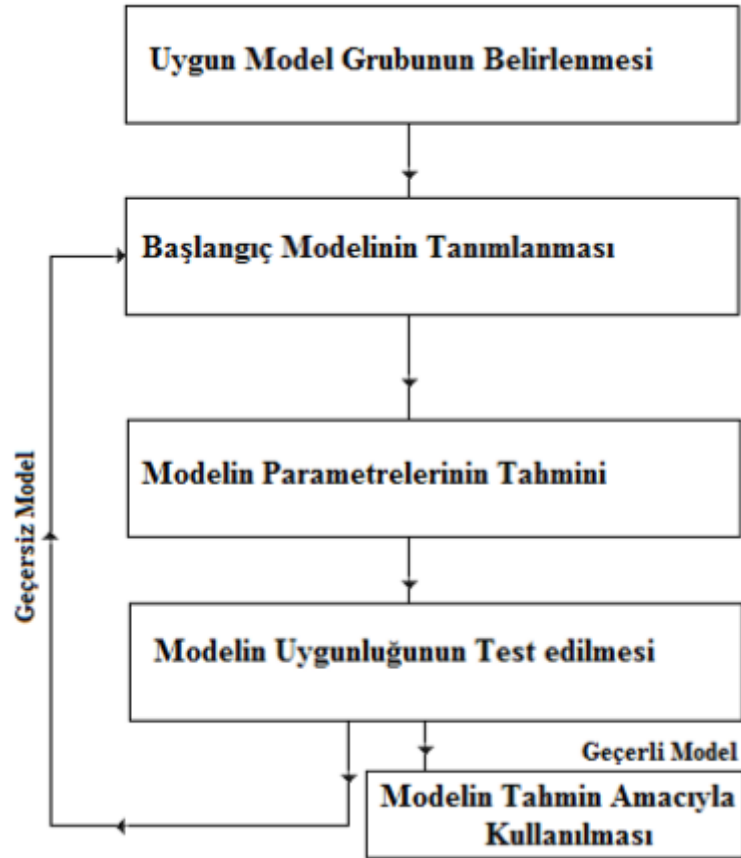 Uygun Model Grubunun Belirlenmesi
Başlangıç Modelinin Tanımlanması
Modelin Parametrelerinin Tahmini
Geçersiz Model
Modelin Uygunluğunun Test edilmesi
Geçerli Model
Modelin Tahmin Amacıyla
Kullanılması